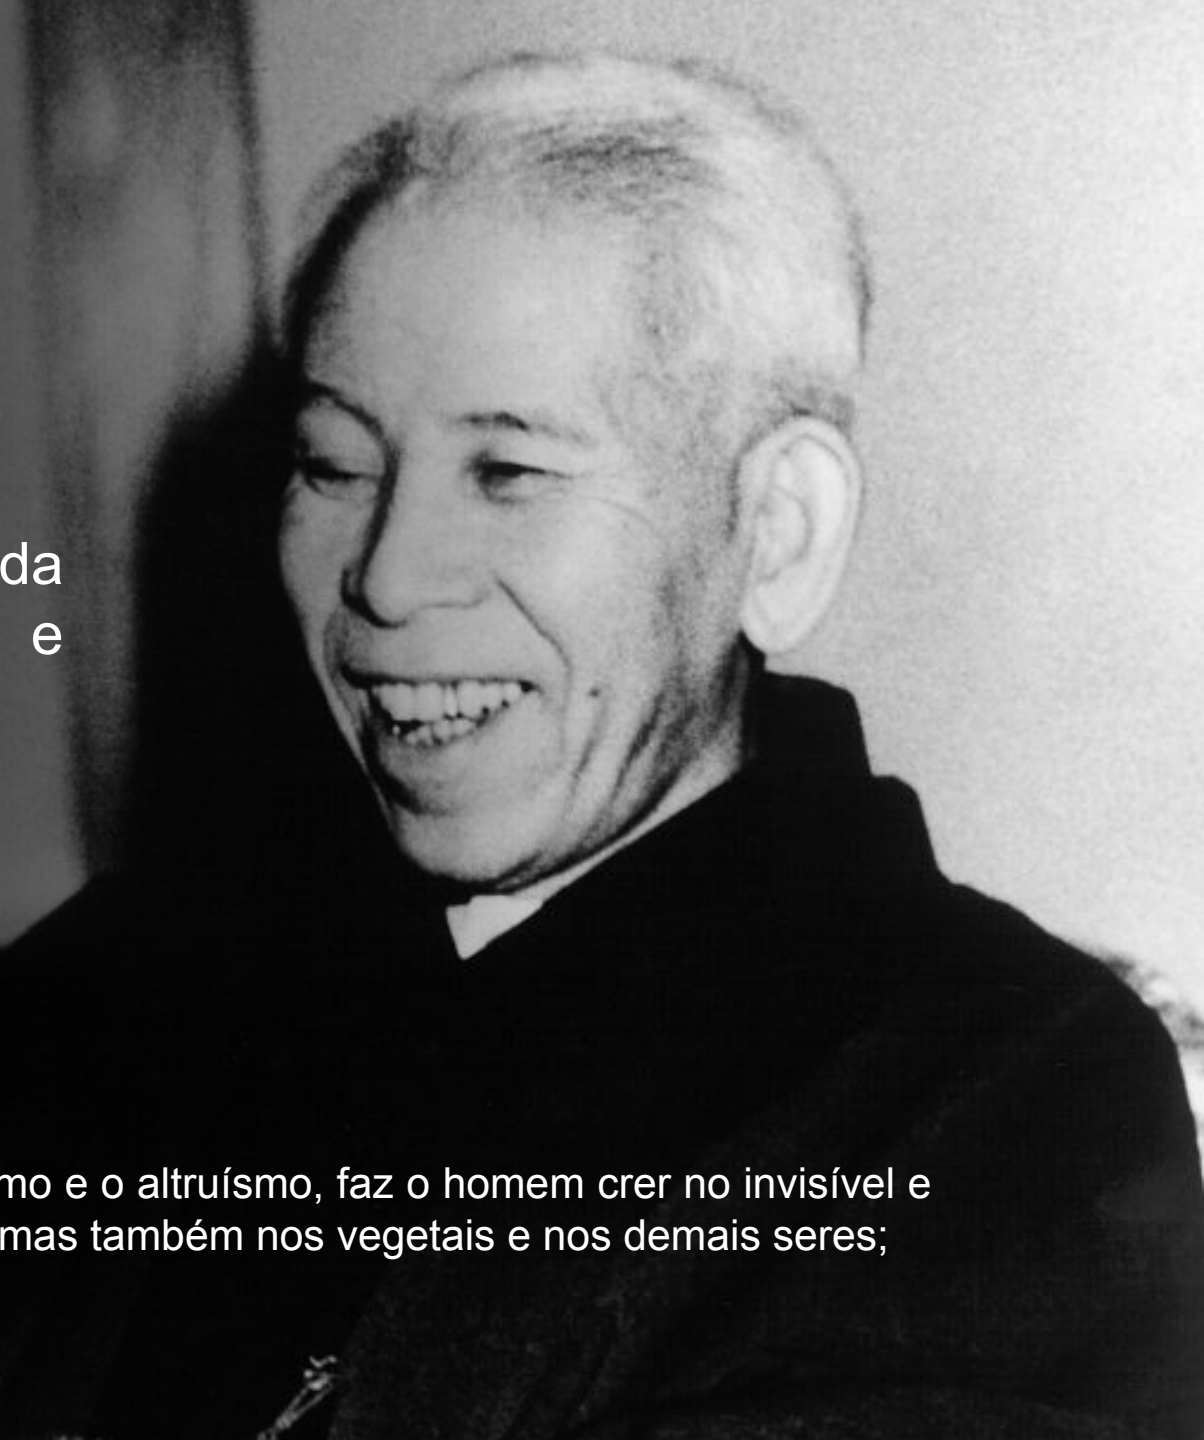 da
e
mo e o altruísmo, faz o homem crer no invisível e
mas também nos vegetais e nos demais seres;